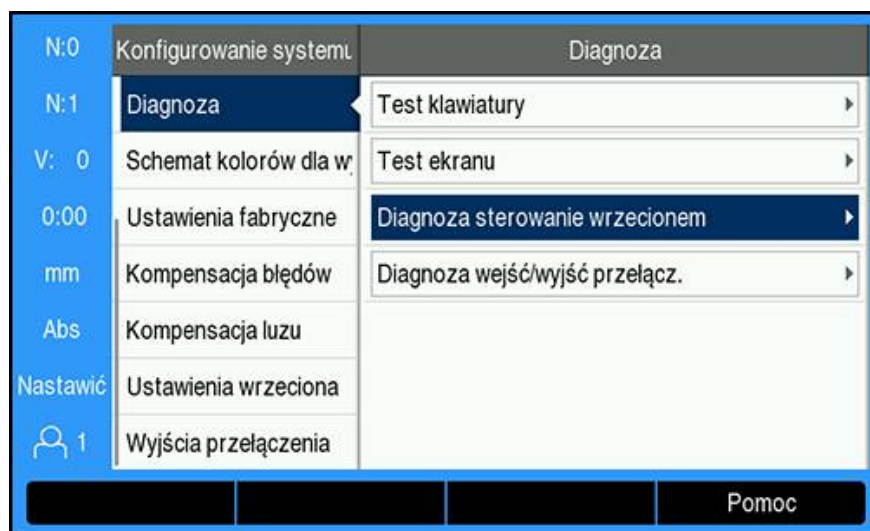 N:0
N:1
V: 0
0:00
mm
Abs
Nastawić
1
Konfigurowanie systemu
Diagnoza
Schemat kolorów dla
Ustawienia fabryczne
Kompensacja błędów
Kompensacja luzu
Ustawienia wrzeciona
Wyjścia przełączenia
Diagnoza
Test klawiatury
Test ekranu
Diagnoza sterowanie wrzecionem
Diagnoza wejść/wyjść przełącz.
Pomoc